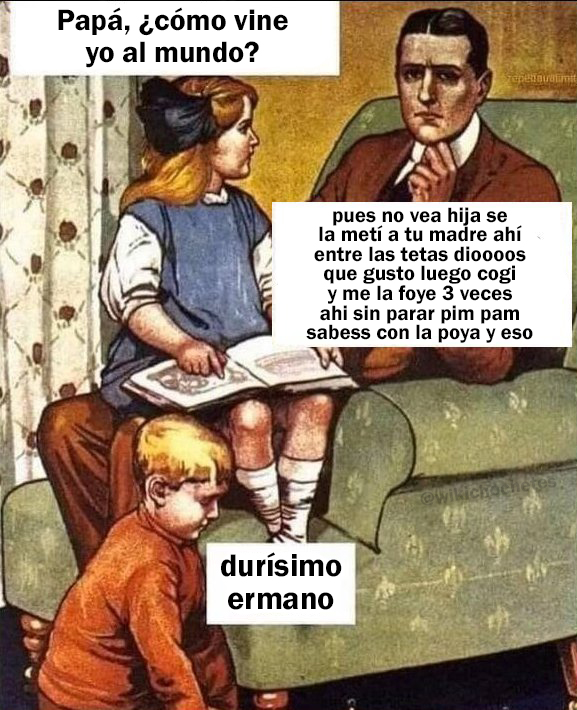 Papá, ¿cómo vine
yo al mundo?
pues no vea hija se
la metí a tu madre ahí
entre las tetas dioooos
que gusto luego cogi
y me la foye 3 veces
ahi sin parar pim pam
sabess con la poya y eso
durísimo
ermano